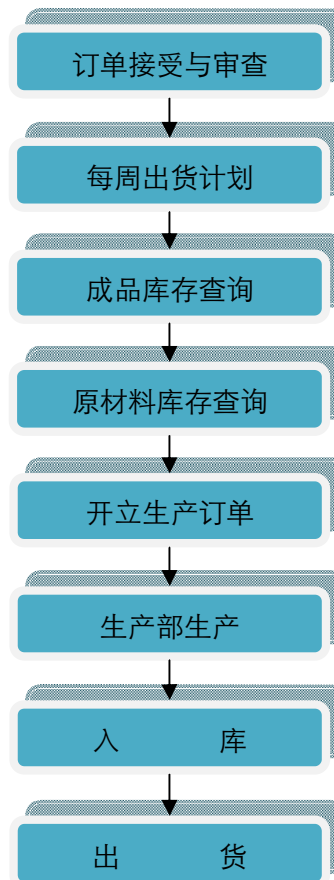 订单接受与审查
每周出货计划
成品库存查询
原材料库存查询
开立生产订单
生产部生产
入 库
出 货